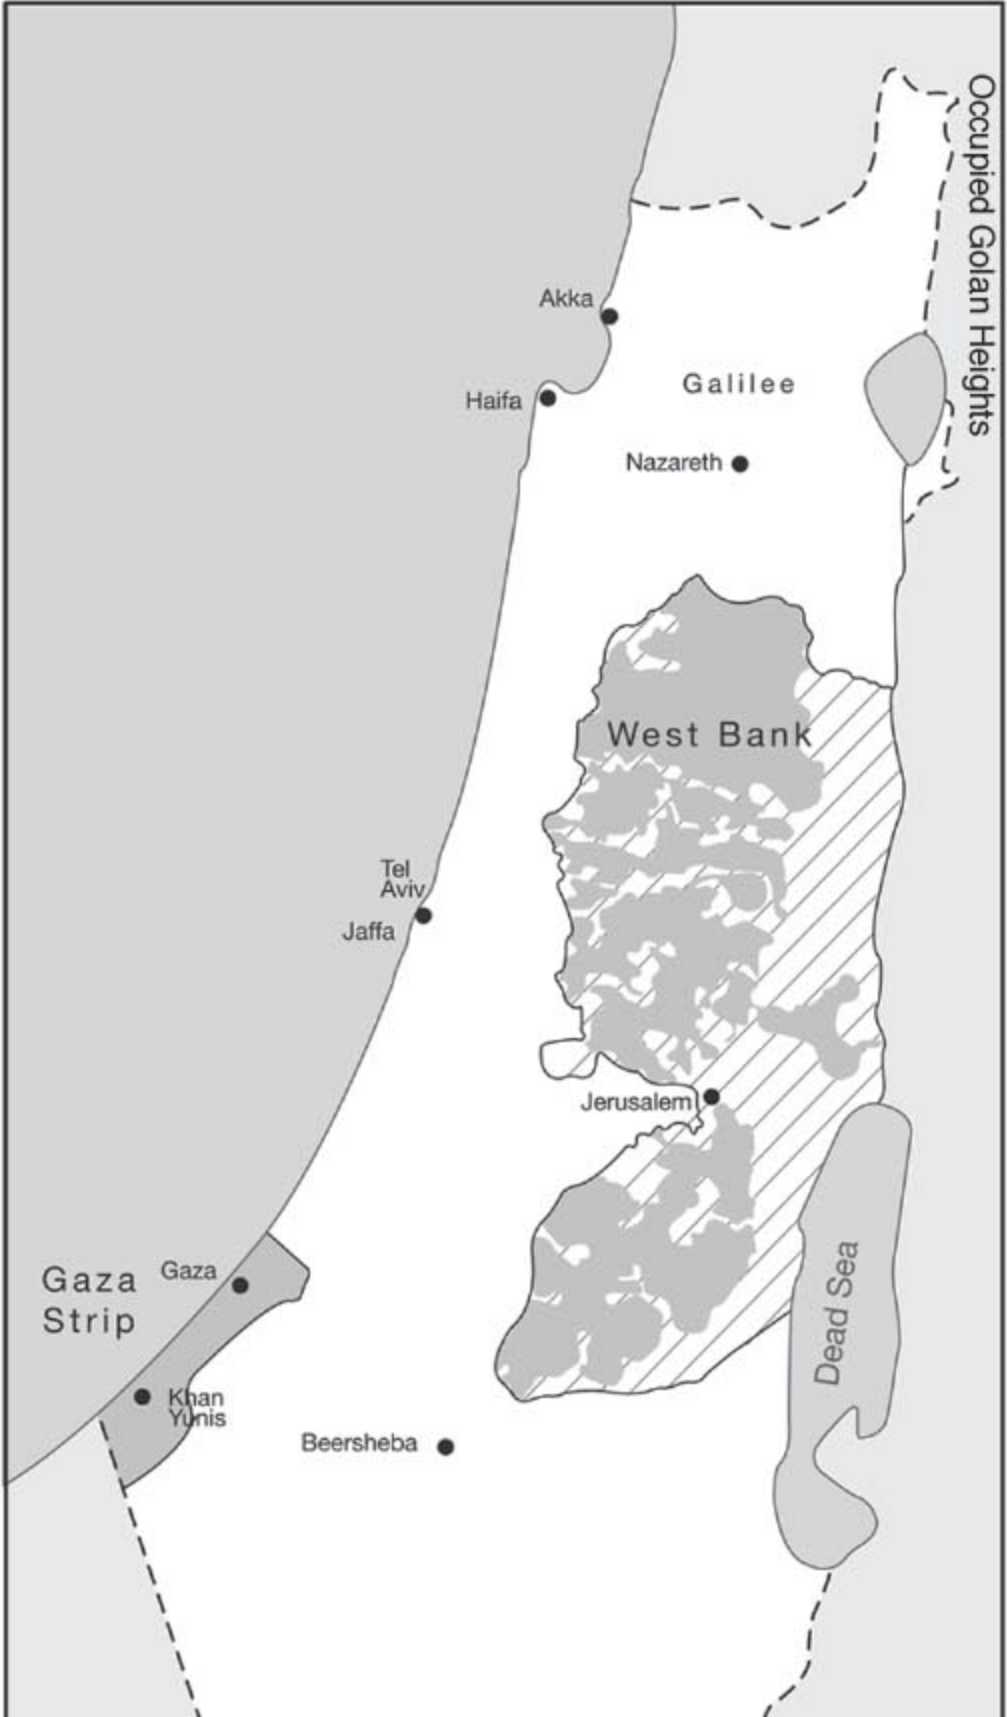 Occupied Golan Heights
Akka
Galilee
Haifa
Nazareth
West Bank
Tel
Aviv
Jaffa
Jerusalem
Gaza
Strip
Gaza
Dead Sea
Khan
Yunis
Beersheba